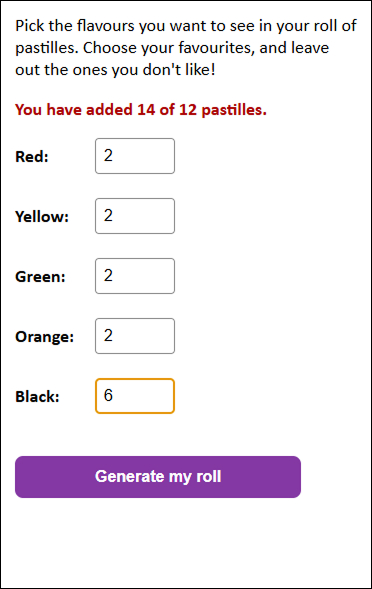 Pick the flavours you want to see in your roll of
pastilles. Choose your favourites, and leave
out the ones you don't like!
You have added 14 of 12 pastilles.
Red: 2
Yellow: 2
Green: 2
Orange: 2
Black: 6
Generate my roll